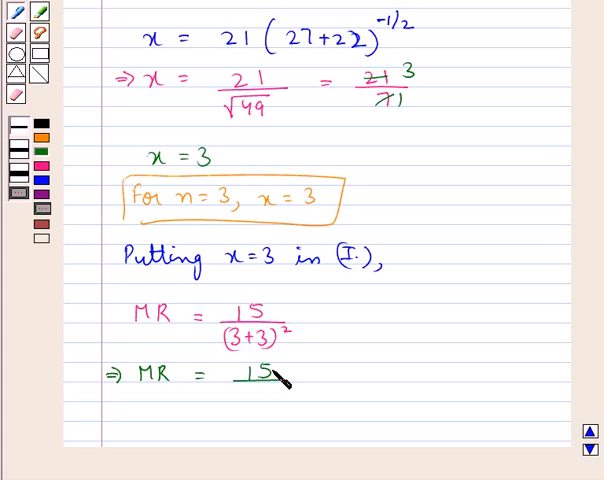 x = 21 (27+22)^-1/2
⇒ x = 21/√49 = 21 3/7 1
x = 3
For n = 3, x = 3
Putting x = 3 in (I.),
MR = 15/(3+3)^2
⇒ MR = 15